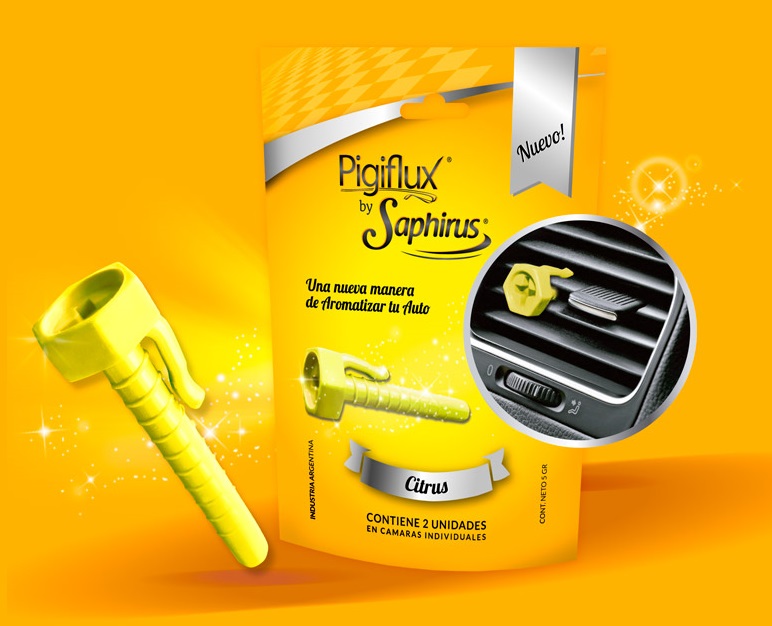 Nuevo!
Pigiflux®
by
Saphirus®
Una nueva manera
de Aromatizar tu Auto
Citrus
INDUSTRIA ARGENTINA
CONT. NETO 5 GR
CONTIENE 2 UNIDADES
EN CAMARAS INDIVIDUALES
0